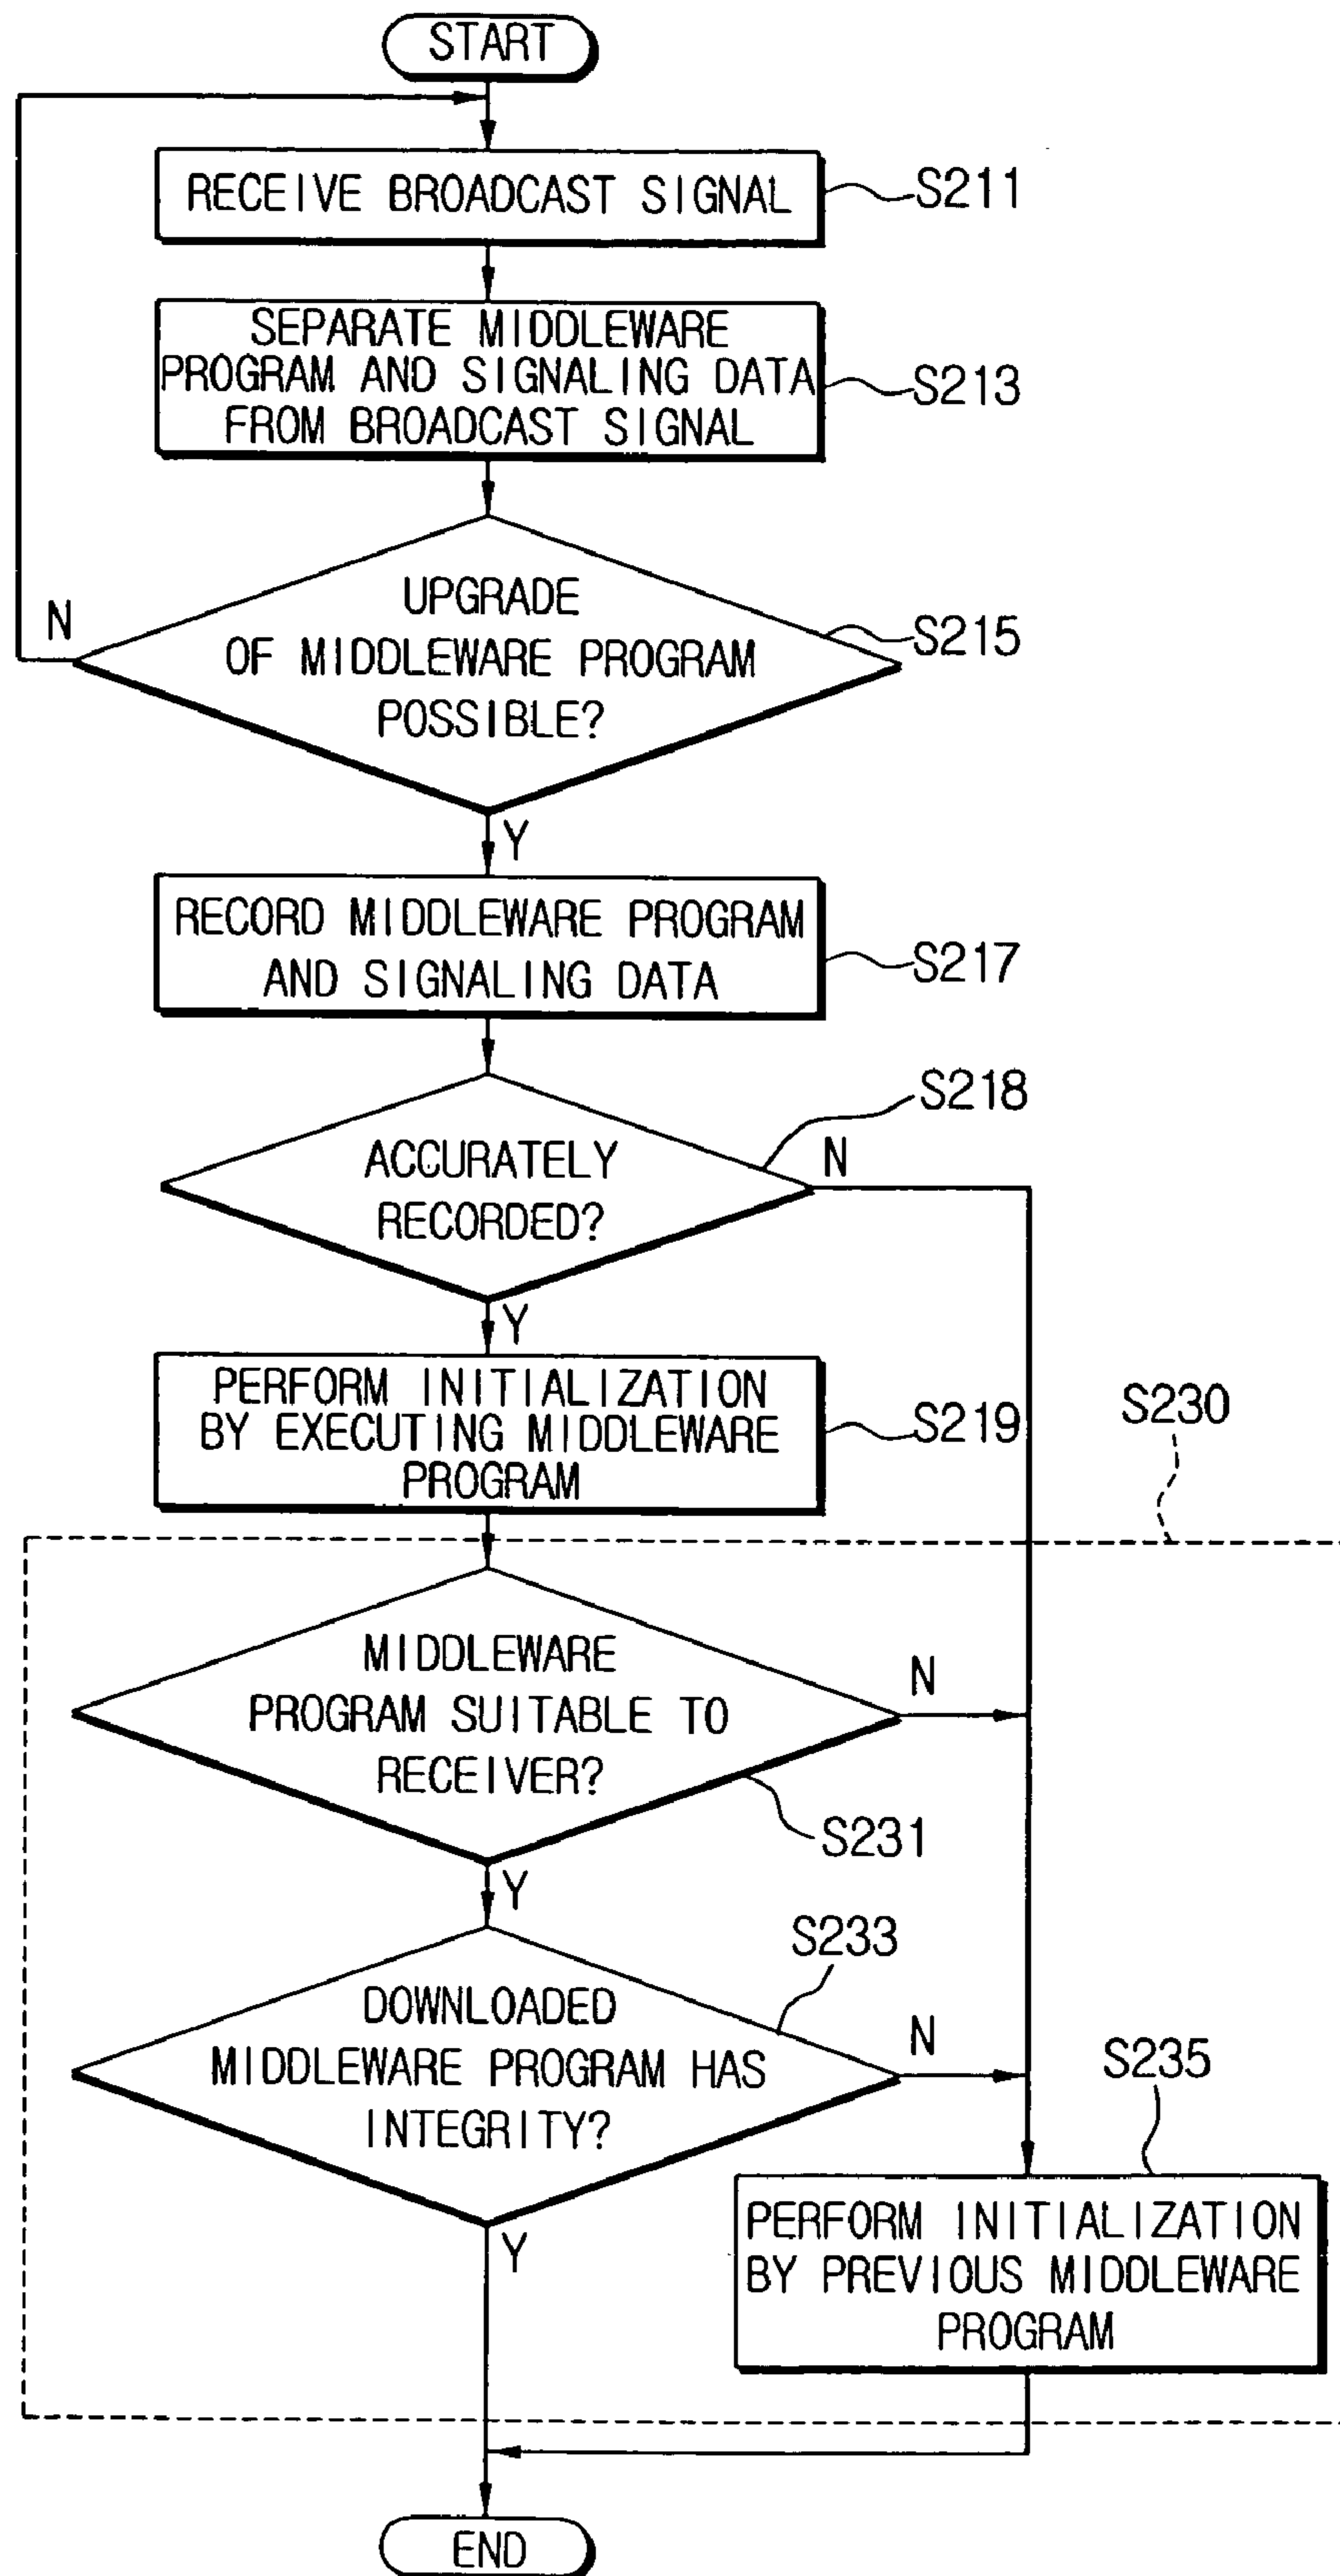 START
RECEIVE BROADCAST SIGNAL
S211
SEPARATE MIDDLEWARE
PROGRAM AND SIGNALING DATA
FROM BROADCAST SIGNAL
S213
UPGRADE
OF MIDDLEWARE PROGRAM
POSSIBLE?
S215
N
Y
RECORD MIDDLEWARE PROGRAM
AND SIGNALING DATA
S217
S218
ACCURATELY
RECORDED?
N
Y
PERFORM INITIALIZATION
BY EXECUTING MIDDLEWARE
PROGRAM
S219
S230
MIDDLEWARE
PROGRAM SUITABLE TO
RECEIVER?
N
S231
Y
S233
DOWNLOADED
MIDDLEWARE PROGRAM HAS
INTEGRITY?
N
Y
S235
PERFORM INITIALIZATION
BY PREVIOUS MIDDLEWARE
PROGRAM
END